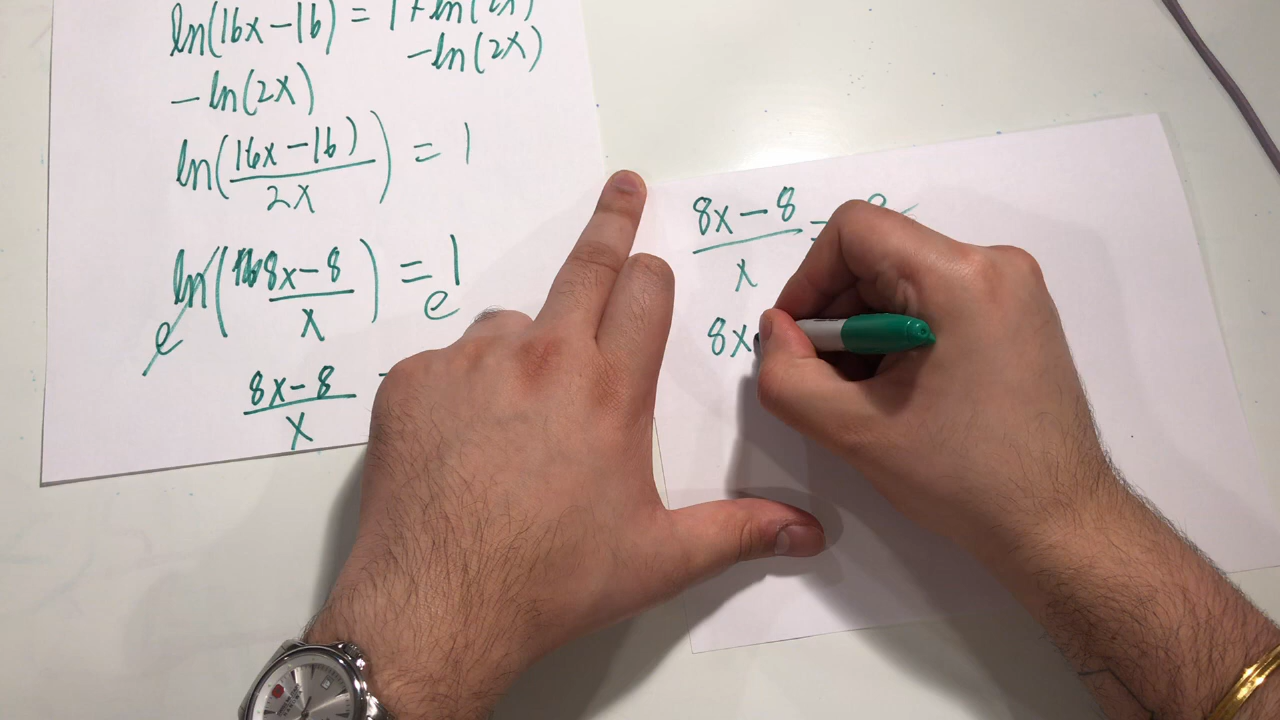 ln(16x-16) = 1+ln(2x)
-ln(2x)
-ln(2x)
ln(16x-16)/2x) = 1
ln(8x-8/x) = 1
e e
8x-8/x
8x-8/x = e
8x